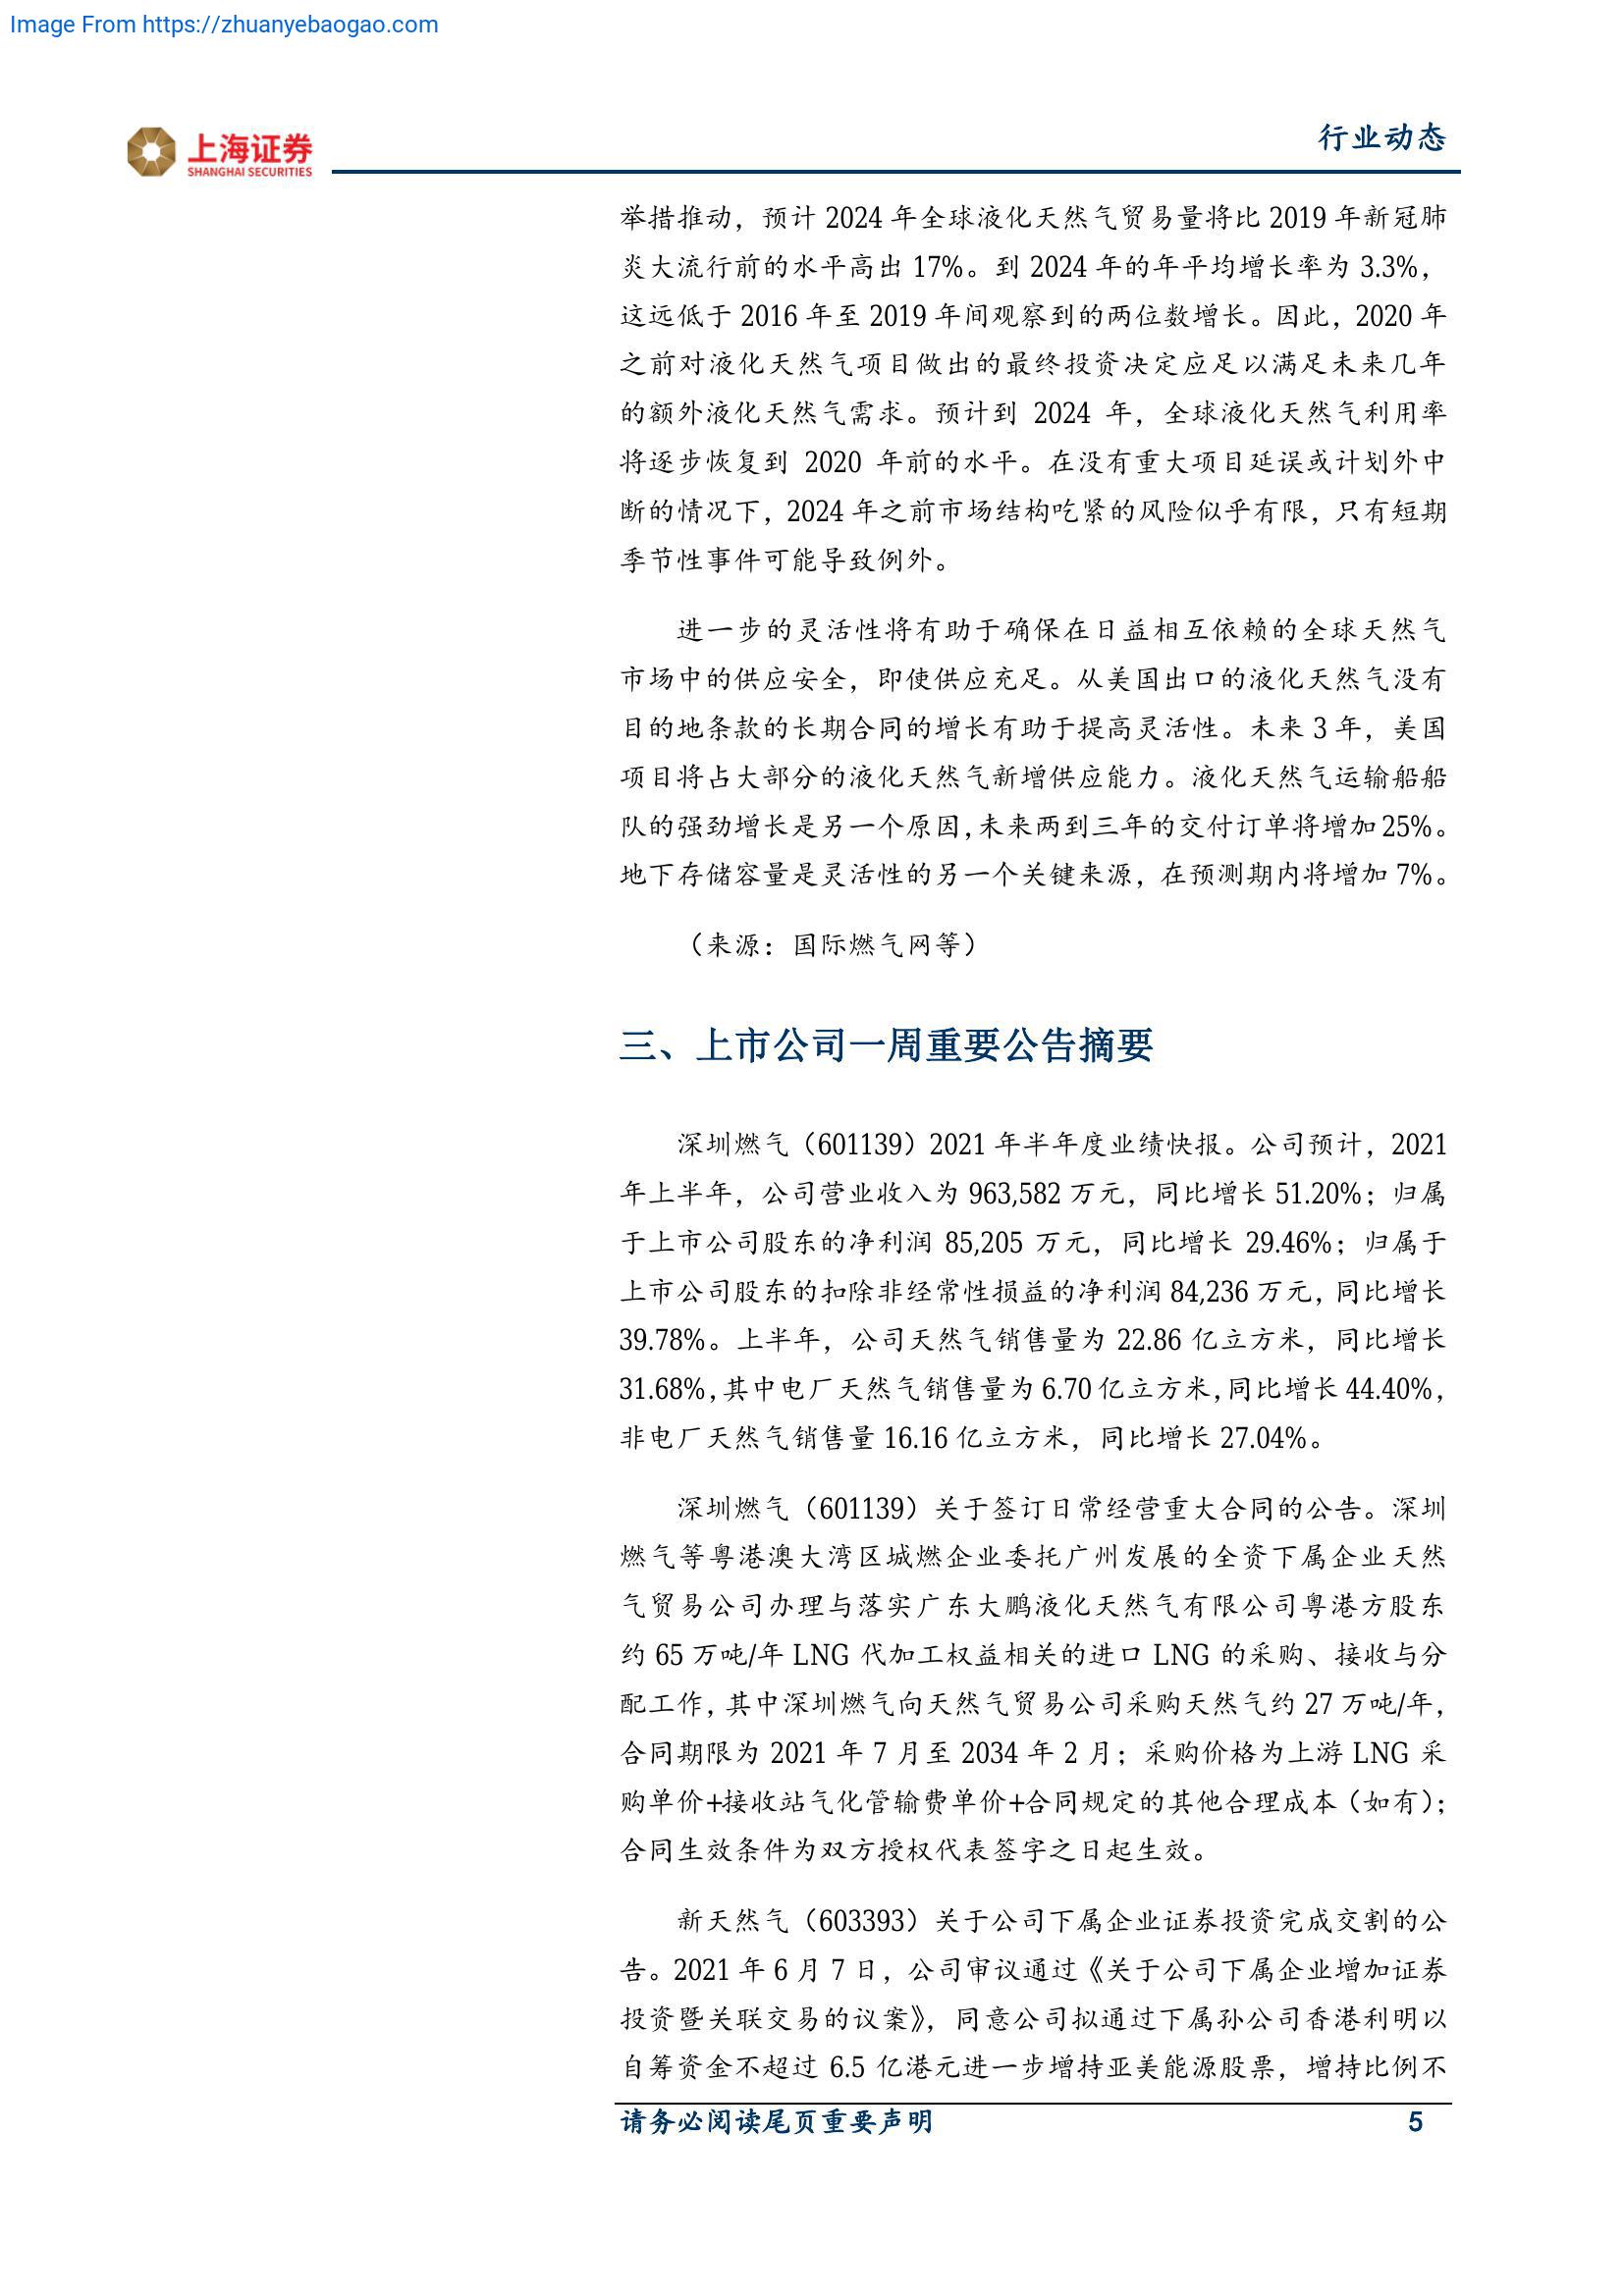 Image From https://zhuanyebaogao.com
上海证券
SHANGHAI SECURITIES
行业动态
举措推动，预计 2024 年全球液化天然气贸易量将比 2019 年新冠肺
炎大流行前的水平高出 17%。到 2024 年的年平均增长率为 3.3%，
这远低于 2016 年至 2019 年间观察到的两位数增长。因此，2020 年
之前对液化天然气项目做出的最终投资决定应足以满足未来几年
的额外液化天然气需求。预计到 2024 年，全球液化天然气利用率
将逐步恢复到 2020 年前的水平。在没有重大项目延误或计划外中
断的情况下，2024 年之前市场结构吃紧的风险似乎有限，只有短期
季节性事件可能导致例外。
进一步的灵活性将有助于确保在日益相互依赖的全球天然气
市场中的供应安全，即使供应充足。从美国出口的液化天然气没有
目的地条款的长期合同的增长有助于提高灵活性。未来 3 年，美国
项目将占大部分的液化天然气新增供应能力。液化天然气运输船船
队的强劲增长是另一个原因，未来两到三年的交付订单将增加 25%。
地下存储容量是灵活性的另一个关键来源，在预测期内将增加 7%。
（来源：国际燃气网等）
三、上市公司一周重要公告摘要
深圳燃气（601139）2021 年半年度业绩快报。公司预计，2021
年上半年，公司营业收入为 963,582 万元，同比增长 51.20%；归属
于上市公司股东的净利润 85,205 万元，同比增长 29.46%；归属于
上市公司股东的扣除非经常性损益的净利润 84,236 万元，同比增长
39.78%。上半年，公司天然气销售量为 22.86 亿立方米，同比增长
31.68%，其中电厂天然气销售量为 6.70 亿立方米，同比增长 44.40%，
非电厂天然气销售量 16.16 亿立方米，同比增长 27.04%。
深圳燃气（601139）关于签订日常经营重大合同的公告。深圳
燃气等粤港澳大湾区城燃企业委托广州发展的全资下属企业天然
气贸易公司办理与落实广东大鹏液化天然气有限公司粤港方股东
约 65 万吨/年 LNG 代加工权益相关的进口 LNG 的采购、接收与分
配工作，其中深圳燃气向天然气贸易公司采购天然气约 27 万吨/年，
合同期限为 2021 年 7 月至 2034 年 2 月；采购价格为上游 LNG 采
购单价+接收站气化管输费单价+合同规定的其他合理成本（如有）；
合同生效条件为双方授权代表签字之日起生效。
新天然气（603393）关于公司下属企业证券投资完成交割的公
告。2021 年 6 月 7 日，公司审议通过《关于公司下属企业增加证券
投资暨关联交易的议案》，同意公司拟通过下属孙公司香港利明以
自筹资金不超过 6.5 亿港元进一步增持亚美能源股票，增持比例不
请务必阅读尾页重要声明
5